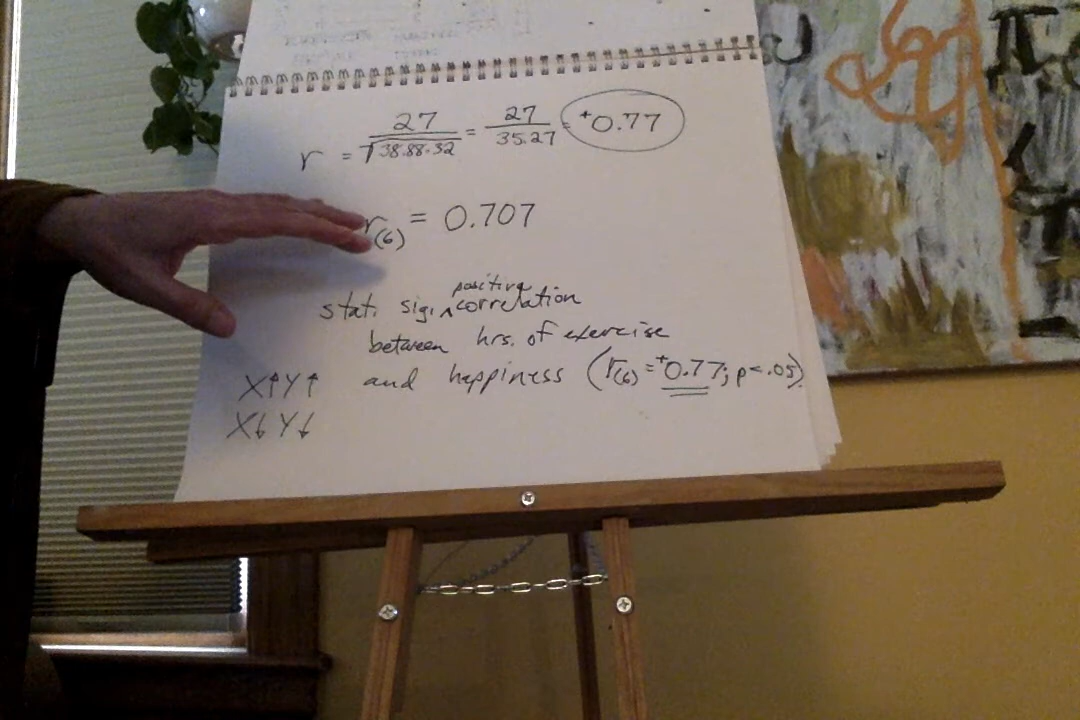 r = 27 / √38.88·32 = 27 / 35.27 = +0.77
r(6) = 0.707
stat. sig. ^ positive correlation
between hrs. of exercise
and happiness (r(6) = +0.77; p < .05)
X↑Y↑
X↓Y↓